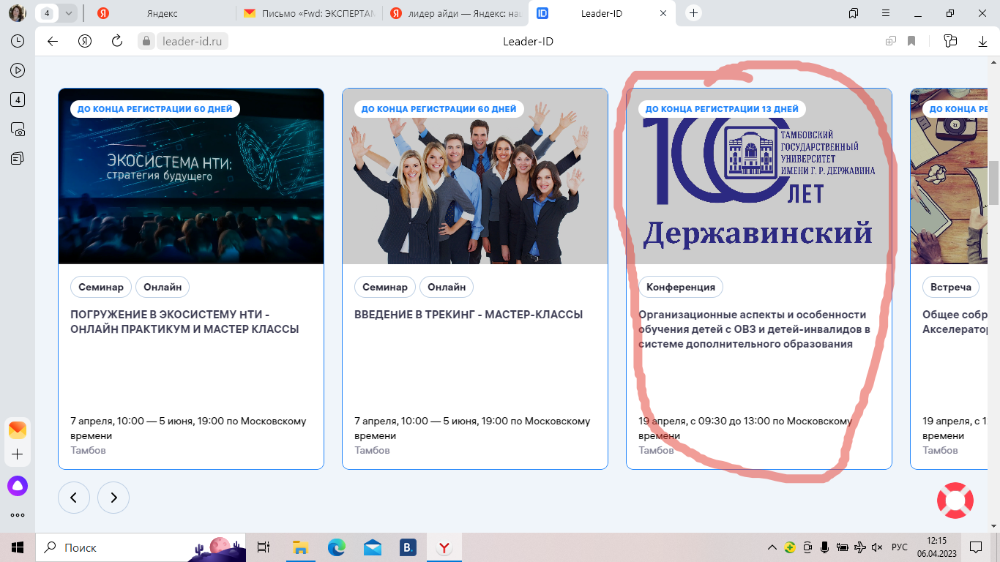 4
Яндекс
Письмо «Fwd: ЭКСПЕРТАМ
лидер айди — Яндекс: на
ID
Leader-ID
Я
leader-id.ru
Leader-ID
4
ДО КОНЦА РЕГИСТРАЦИИ 60 ДНЕЙ
ЭКОСИСТЕМА НТИ:
стратегия будущего
Семинар
Онлайн
ПОГРУЖЕНИЕ В ЭКОСИСТЕМУ НТИ -
ОНЛАЙН ПРАКТИКУМ И МАСТЕР КЛАССЫ
7 апреля, 10:00 — 5 июня, 19:00 по Московскому
времени
Тамбов
ДО КОНЦА РЕГИСТРАЦИИ 60 ДНЕЙ
Семинар
Онлайн
ВВЕДЕНИЕ В ТРЕКИНГ - МАСТЕР-КЛАССЫ
7 апреля, 10:00 — 5 июня, 19:00 по Московскому
времени
Тамбов
ДО КОНЦА РЕГИСТРАЦИИ 13 ДНЕЙ
100
ТАМБОВСКИЙ
ГОСУДАРСТВЕННЫЙ
УНИВЕРСИТЕТ
ИМЕНИ Г. Р. ДЕРЖАВИНА
ЛЕТ
Державинский
Конференция
Организационные аспекты и особенности
обучения детей с ОВЗ и детей-инвалидов в
системе дополнительного образования
19 апреля, с 09:30 до 13:00 по Московскому
времени
Тамбов
ДО КОНЦА РЕ
Встреча
Общее собр
Акселератор
19 апреля, с 1
времени
Тамбов
Поиск
B.
Y
РУС
12:15
06.04.2023